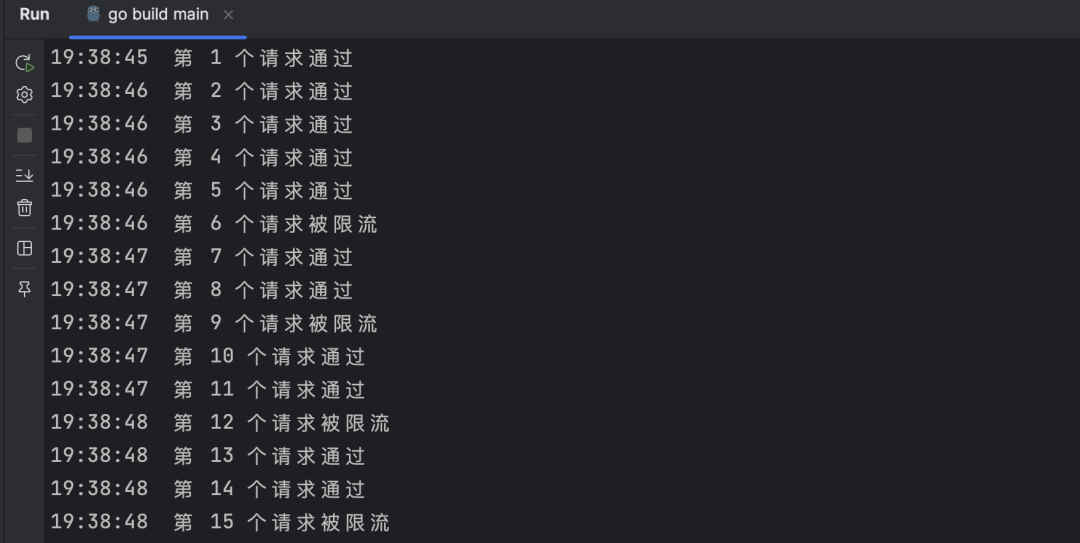 Run go build main
19:38:45 第 1 个请求通过
19:38:46 第 2 个请求通过
19:38:46 第 3 个请求通过
19:38:46 第 4 个请求通过
19:38:46 第 5 个请求通过
19:38:46 第 6 个请求被限流
19:38:47 第 7 个请求通过
19:38:47 第 8 个请求通过
19:38:47 第 9 个请求被限流
19:38:47 第 10 个请求通过
19:38:47 第 11 个请求通过
19:38:48 第 12 个请求被限流
19:38:48 第 13 个请求通过
19:38:48 第 14 个请求通过
19:38:48 第 15 个请求被限流